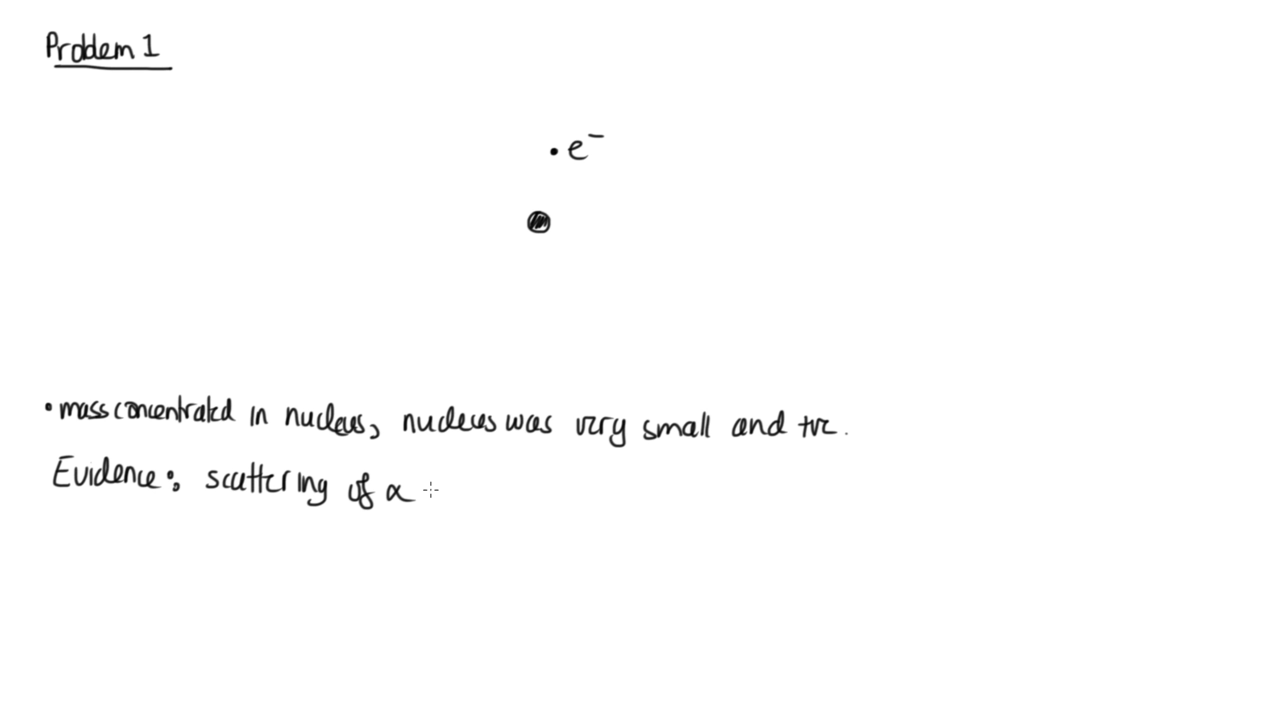 Problem 1
e⁻
• mass concentrated in nucleus, nucleus was very small and +ve.
Evidence: scattering of α